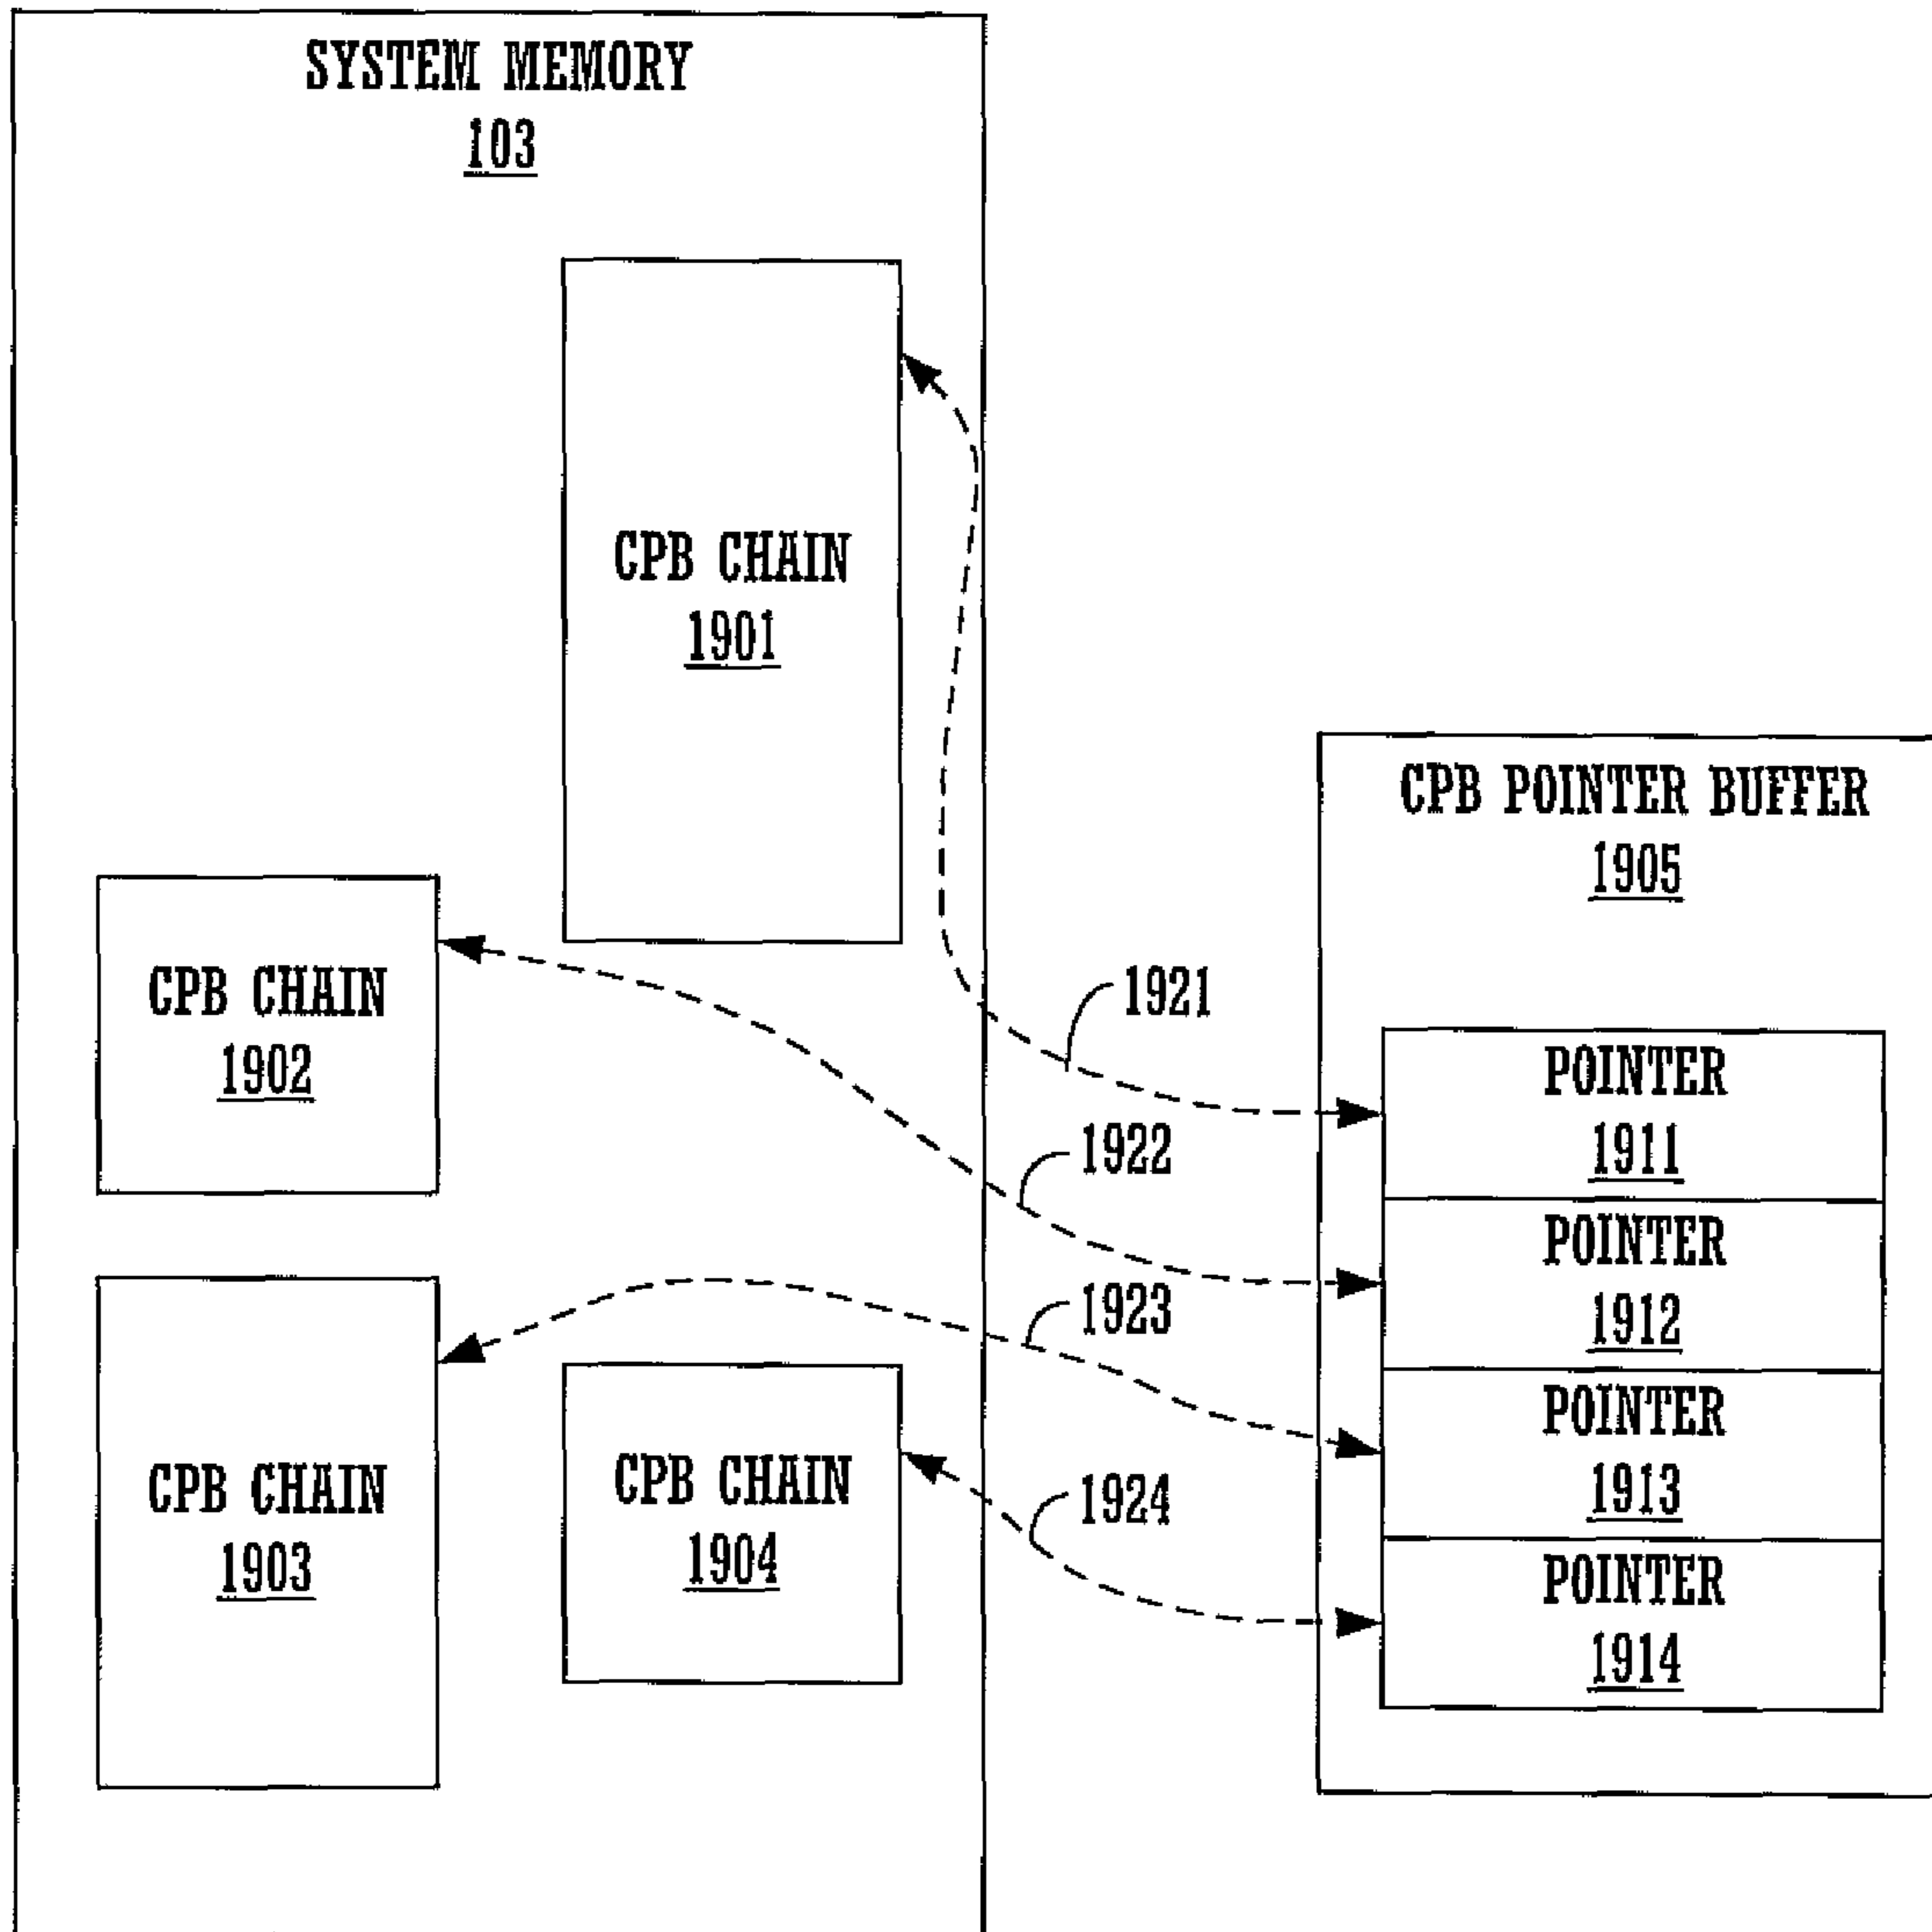 SYSTEM MEMORY
103
CPB CHAIN
1901
CPB CHAIN
1902
CPB CHAIN
1903
CPB CHAIN
1904
1921
1922
1923
1924
CPB POINTER BUFFER
1905
POINTER
1911
POINTER
1912
POINTER
1913
POINTER
1914